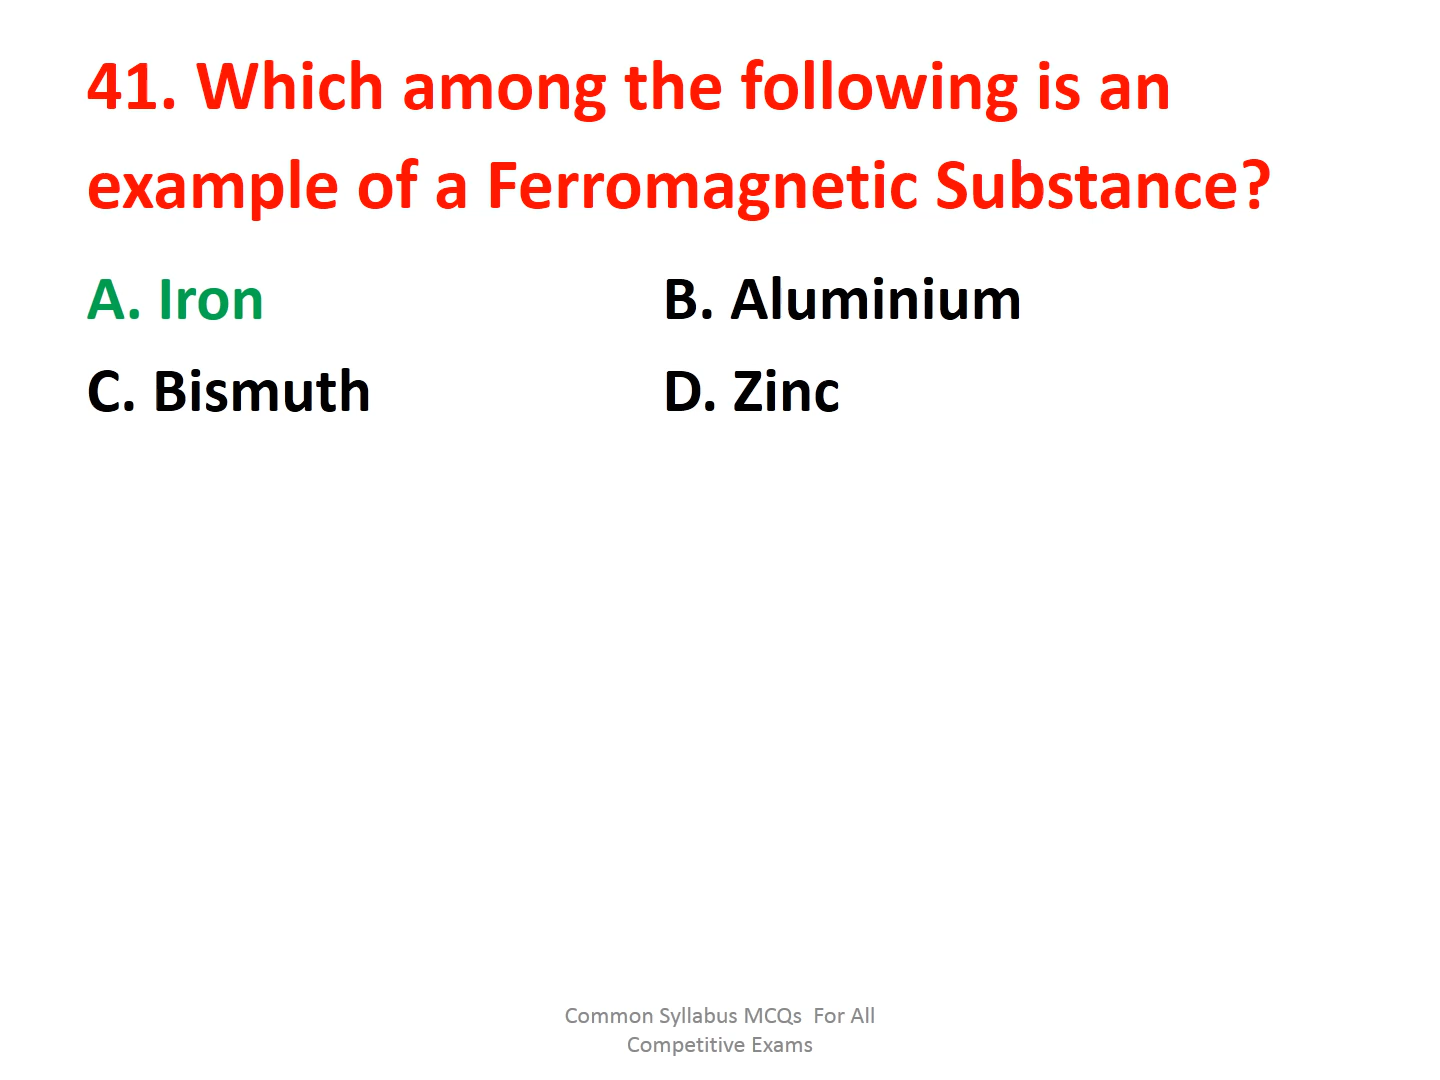 41. Which among the following is an
example of a Ferromagnetic Substance?
A. Iron B. Aluminium
C. Bismuth D. Zinc
Common Syllabus MCQs For All
Competitive Exams